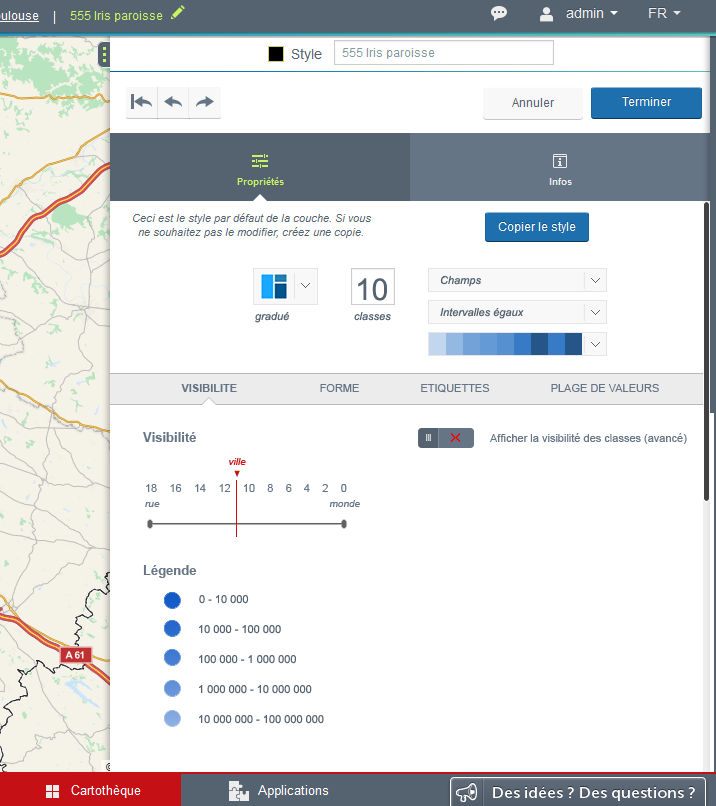 ulouse | 555 Iris paroisse
admin
FR
Style 555 Iris paroisse
Annuler
Terminer
Propriétés
Infos
Ceci est le style par défaut de la couche. Si vous
ne souhaitez pas le modifier, créez une copie.
Copier le style
gradué
10
classes
Champs
Intervalles égaux
VISIBILITE FORME ETIQUETTES PLAGE DE VALEURS
Visibilité
Afficher la visibilité des classes (avancé)
ville
18 16 14 12 10 8 6 4 2 0
rue monde
Légende
0 - 10 000
10 000 - 100 000
100 000 - 1 000 000
1 000 000 - 10 000 000
10 000 000 - 100 000 000
A 61
©
Cartothèque
Applications
Des idées ? Des questions ?